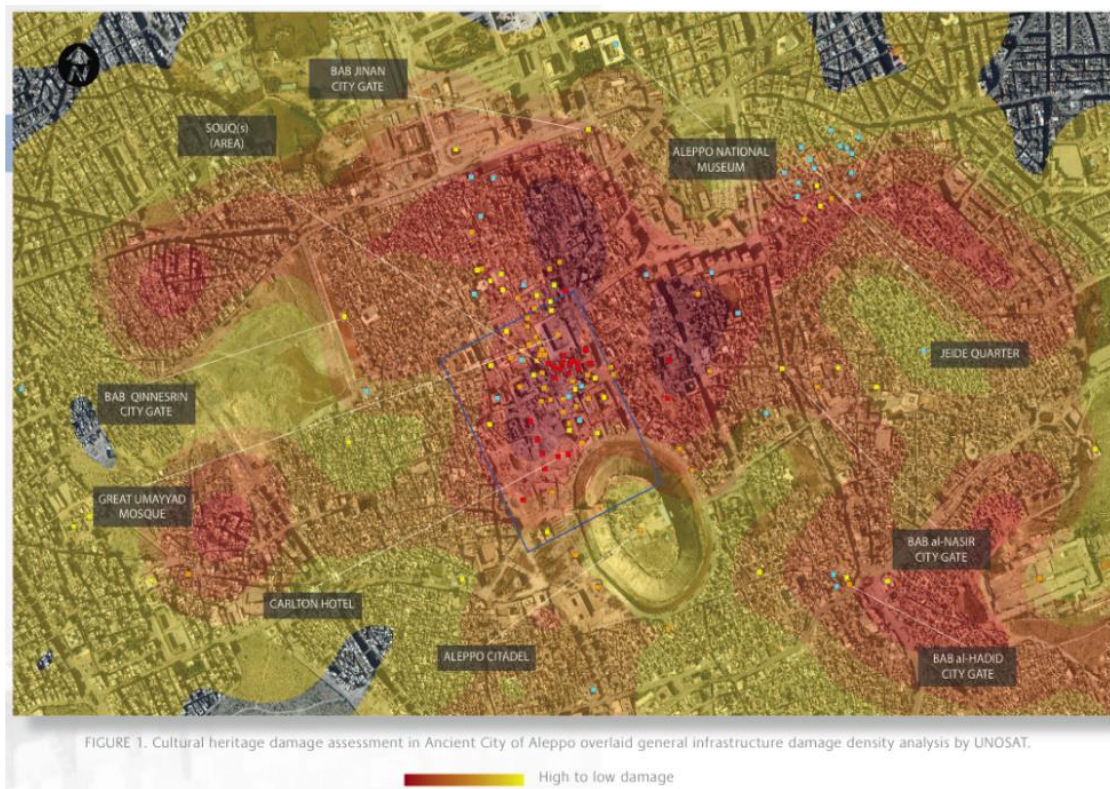 N
BAB JINAN
CITY GATE
SOUQ(s)
(AREA)
ALEPPO NATIONAL
MUSEUM
JEIDE QUARTER
BAB QINNESRIN
CITY GATE
GREAT UMAYYAD
MOSQUE
BAB al-NASIR
CITY GATE
CARLTON HOTEL
ALEPPO CITADEL
BAB al-HADID
CITY GATE
FIGURE 1. Cultural heritage damage assessment in Ancient City of Aleppo overlaid general infrastructure damage density analysis by UNOSAT.
High to low damage